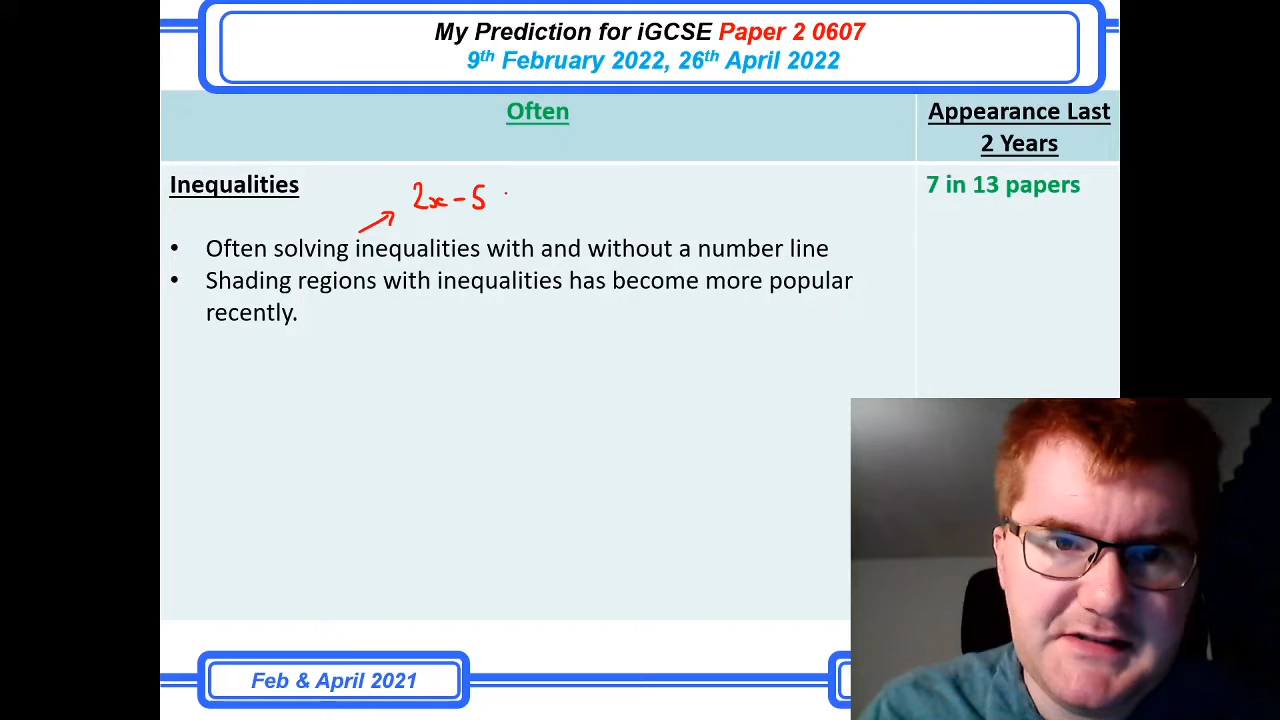 My Prediction for iGCSE Paper 2 0607
9th February 2022, 26th April 2022
Often
Appearance Last
2 Years
Inequalities
7 in 13 papers
2x - 5
• Often solving inequalities with and without a number line
• Shading regions with inequalities has become more popular
recently.
Feb & April 2021